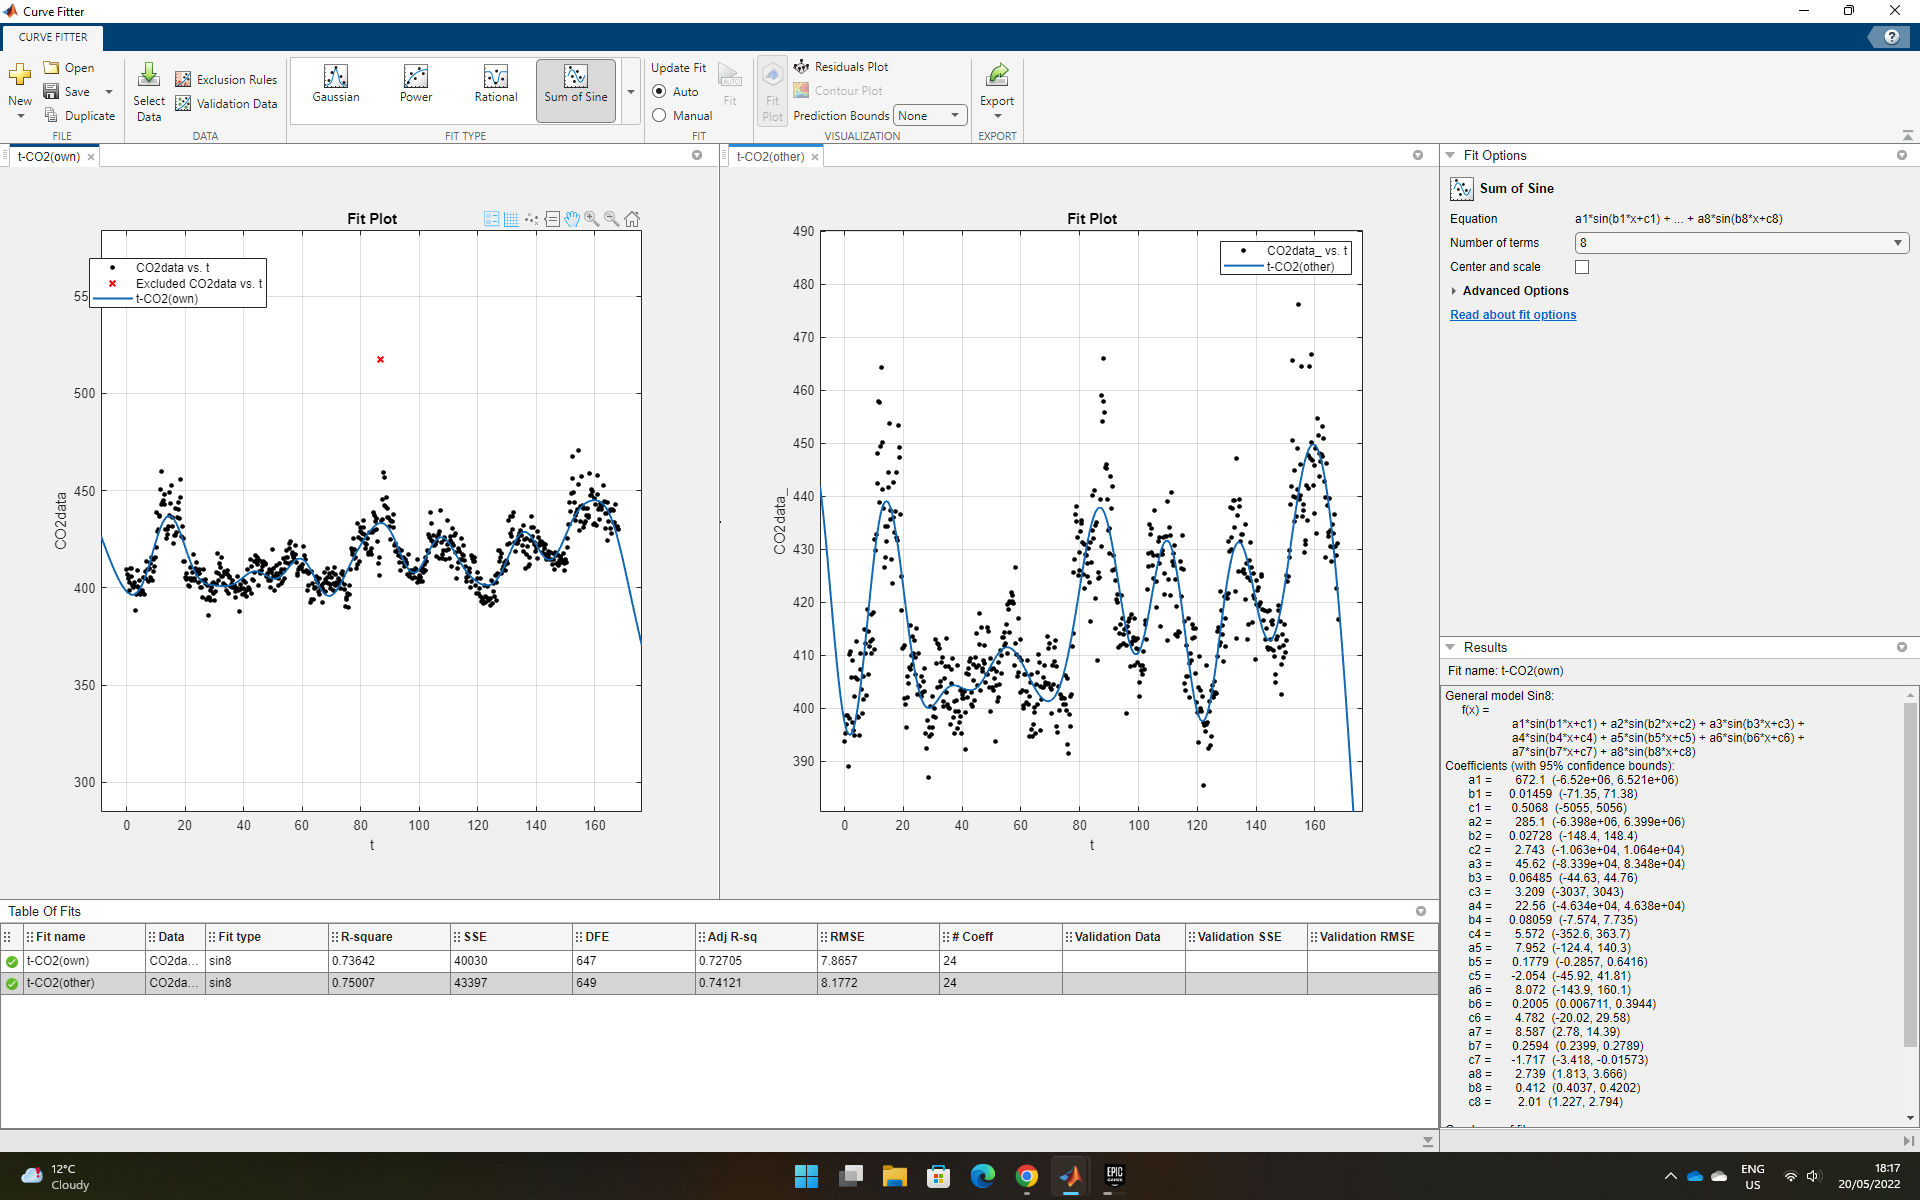 Curve Fitter
CURVE FITTER
New
Open
Save
Duplicate
FILE
Select Data
Exclusion Rules
Validation Data
DATA
Gaussian
Power
Rational
Sum of Sine
FIT TYPE
Update Fit
Auto
Manual
AUTO
Fit
FIT
Fit Plot
Residuals Plot
Contour Plot
Prediction Bounds None
VISUALIZATION
Export
EXPORT
t-CO2(own)
Fit Plot
CO2data vs. t
Excluded CO2data vs. t
t-CO2(own)
55
500
450
400
350
300
CO2data
0 20 40 60 80 100 120 140 160
t
t-CO2(other)
Fit Plot
CO2data_ vs. t
t-CO2(other)
490
480
470
460
450
440
430
420
410
400
390
CO2data_
0 20 40 60 80 100 120 140 160
t
Fit Options
Sum of Sine
Equation a1*sin(b1*x+c1) + ... + a8*sin(b8*x+c8)
Number of terms 8
Center and scale
Advanced Options
Read about fit options
Results
Fit name: t-CO2(own)
General model Sin8:
f(x) =
a1*sin(b1*x+c1) + a2*sin(b2*x+c2) + a3*sin(b3*x+c3) +
a4*sin(b4*x+c4) + a5*sin(b5*x+c5) + a6*sin(b6*x+c6) +
a7*sin(b7*x+c7) + a8*sin(b8*x+c8)
Coefficients (with 95% confidence bounds):
a1 = 672.1 (-6.52e+06, 6.521e+06)
b1 = 0.01459 (-71.35, 71.38)
c1 = 0.5068 (-5055, 5056)
a2 = 285.1 (-6.398e+06, 6.399e+06)
b2 = 0.02728 (-148.4, 148.4)
c2 = 2.743 (-1.063e+04, 1.064e+04)
a3 = 45.62 (-8.339e+04, 8.348e+04)
b3 = 0.06485 (-44.63, 44.76)
c3 = 3.209 (-3037, 3043)
a4 = 22.56 (-4.634e+04, 4.638e+04)
b4 = 0.08059 (-7.574, 7.735)
c4 = 5.572 (-352.6, 363.7)
a5 = 7.952 (-124.4, 140.3)
b5 = 0.1779 (-0.2857, 0.6416)
c5 = -2.054 (-45.92, 41.81)
a6 = 8.072 (-143.9, 160.1)
b6 = 0.2005 (0.006711, 0.3944)
c6 = 4.782 (-20.02, 29.58)
a7 = 8.587 (2.78, 14.39)
b7 = 0.2594 (0.2399, 0.2789)
c7 = -1.717 (-3.418, -0.01573)
a8 = 2.739 (1.813, 3.666)
b8 = 0.412 (0.4037, 0.4202)
c8 = 2.01 (1.227, 2.794)
Table Of Fits
Fit name Data Fit type R-square SSE DFE Adj R-sq RMSE # Coeff Validation Data Validation SSE Validation RMSE
t-CO2(own) CO2da... sin8 0.73642 40030 647 0.72705 7.8657 24
t-CO2(other) CO2da... sin8 0.75007 43397 649 0.74121 8.1772 24
12°C
Cloudy
EPIC GAMES
ENG
US
18:17
20/05/2022